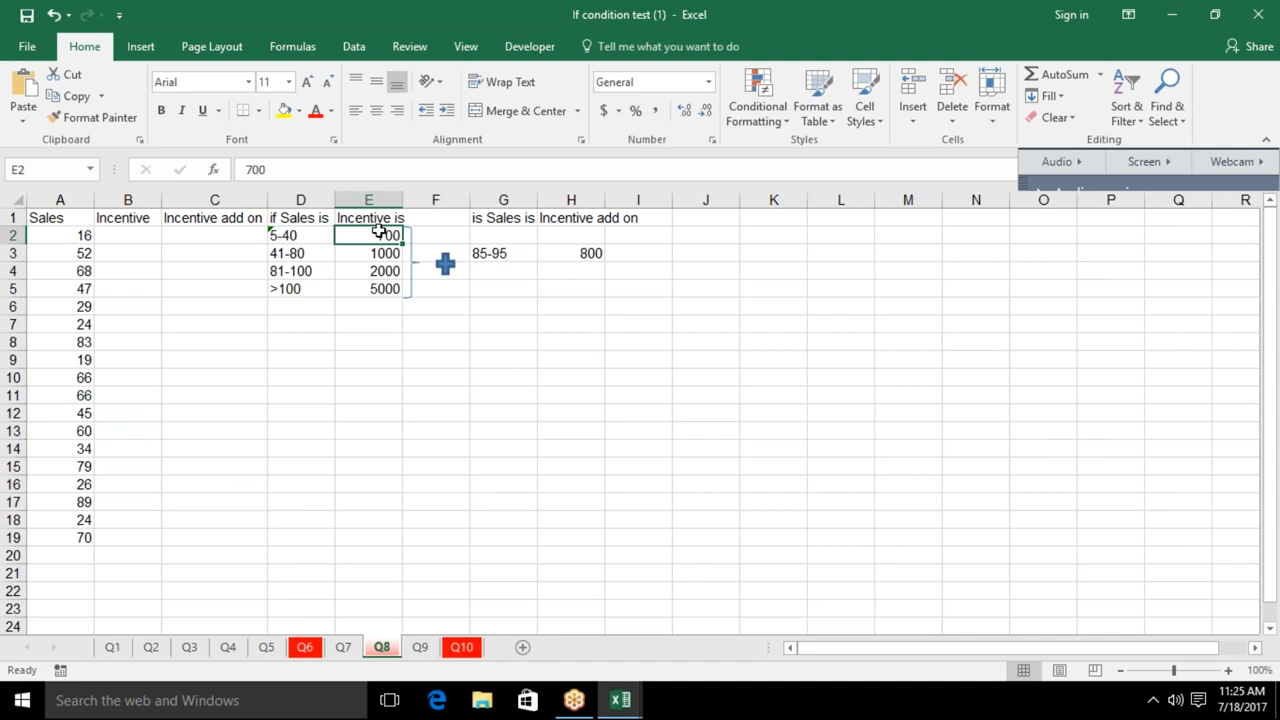 If condition test (1) - Excel
Sign in
File Home Insert Page Layout Formulas Data Review View Developer Tell me what you want to do Share
Paste
Cut
Copy
Format Painter
Clipboard
Arial 11
B I U
Font
Wrap Text
Merge & Center
Alignment
General
$ % ,
Number
Conditional Formatting
Format as Table
Cell Styles
Styles
Insert
Delete
Format
Cells
AutoSum
Fill
Clear
Sort & Filter
Find & Select
Editing
E2 fx 700
Audio Screen Webcam
A B C D E F G H I J K L M N O P Q R
1 Sales Incentive Incentive add on if Sales is Incentive is is Sales is Incentive add on
2 16 5-40 700
3 52 41-80 1000 85-95 800
4 68 81-100 2000
5 47 >100 5000
6 29
7 24
8 83
9 19
10 66
11 66
12 45
13 60
14 34
15 79
16 26
17 89
18 24
19 70
20
21
22
23
24
Q1 Q2 Q3 Q4 Q5 Q6 Q7 Q8 Q9 Q10
Ready 100%
Search the web and Windows
11:25 AM
7/18/2017